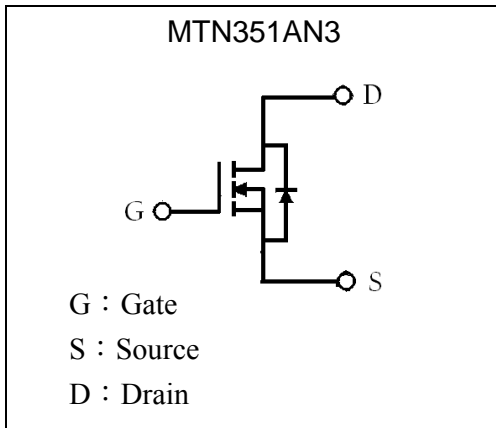 MTN351AN3
D
G
S
G：Gate
S：Source
D：Drain